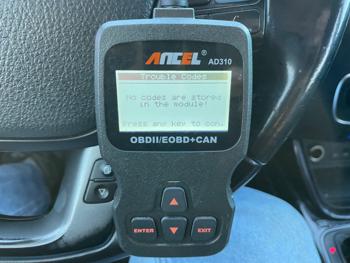 ANCEL
AD310
Trouble Codes
No codes are stored
in the module!
Press any key to con.
OBDII/EOBD+CAN
ENTER
EXIT